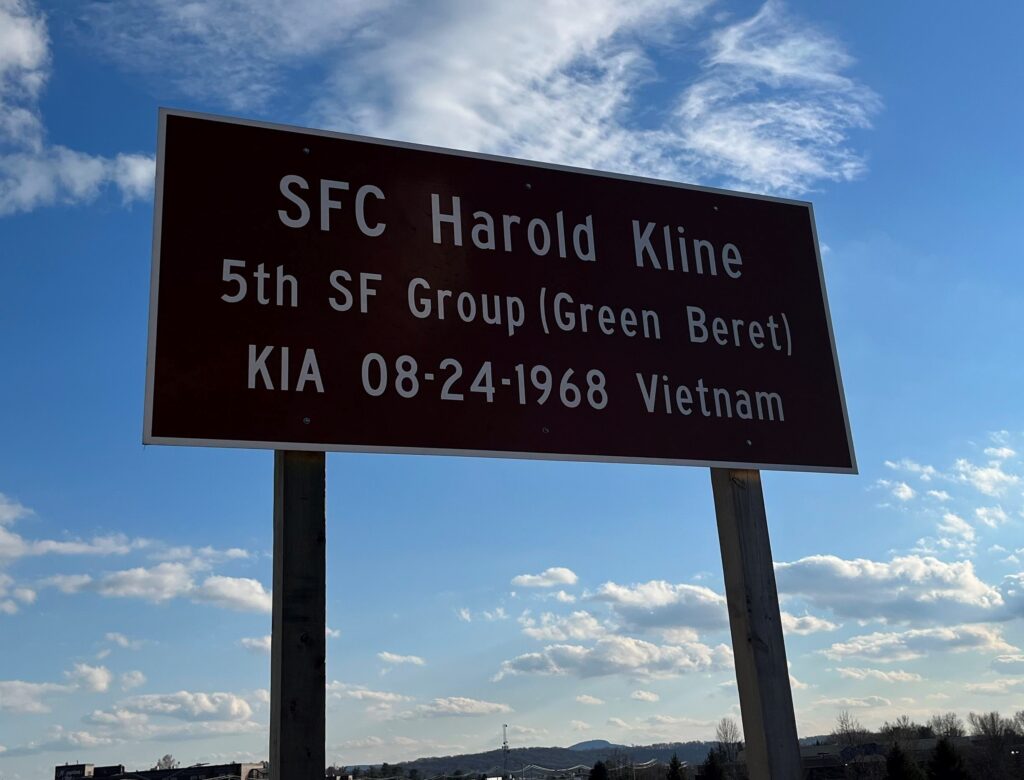 SFC Harold Kline
5th SF Group (Green Beret)
KIA 08-24-1968 Vietnam